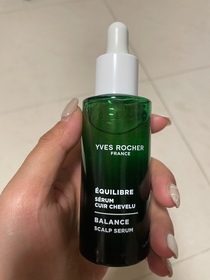 YVES ROCHER
FRANCE
ÉQUILIBRE
SÉRUM
CUIR CHEVELU
BALANCE
SCALP SERUM